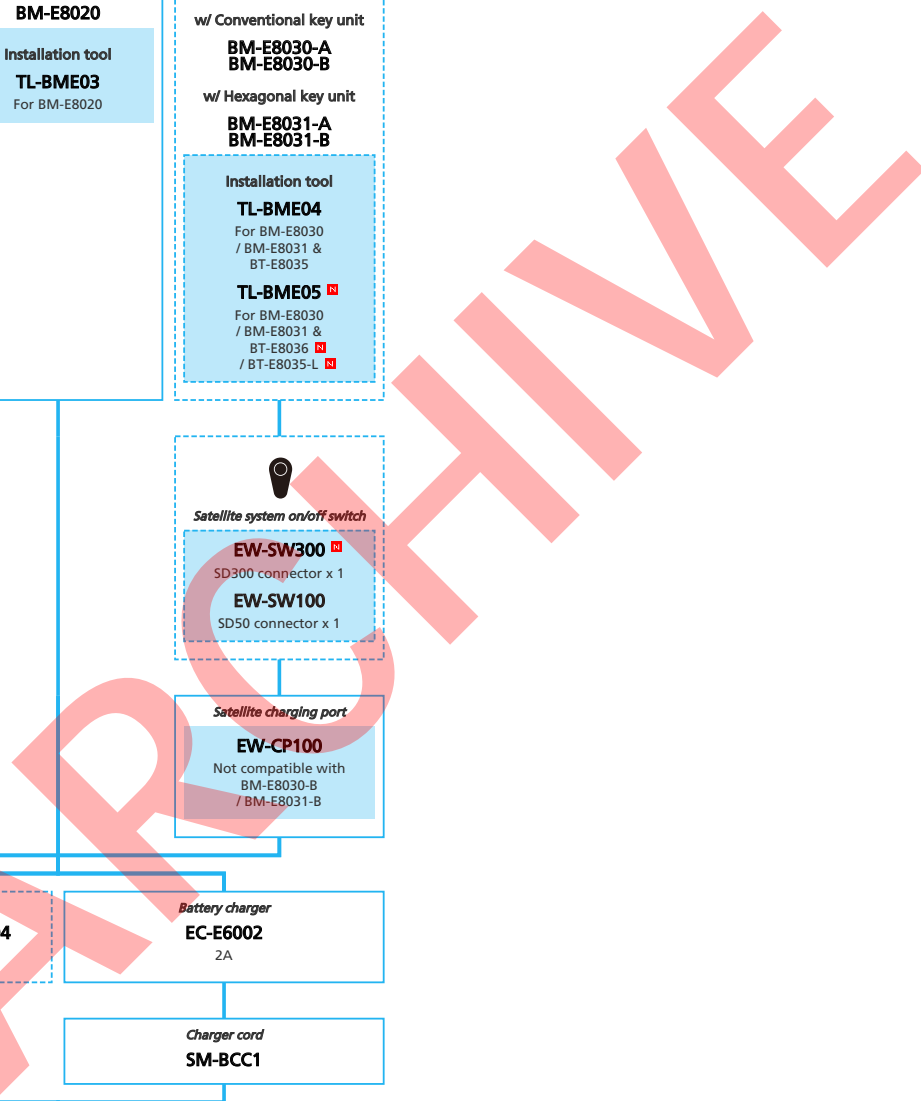 BM-E8020
Installation tool
TL-BME03
For BM-E8020
w/ Conventional key unit
BM-E8030-A
BM-E8030-B
w/ Hexagonal key unit
BM-E8031-A
BM-E8031-B
Installation tool
TL-BME04
For BM-E8030
/ BM-E8031 &
BT-E8035
TL-BME05 N
For BM-E8030
/ BM-E8031 &
BT-E8036 N
/ BT-E8035-L N
Satellite system on/off switch
EW-SW300 N
SD300 connector x 1
EW-SW100
SD50 connector x 1
Satellite charging port
EW-CP100
Not compatible with
BM-E8030-B
/ BM-E8031-B
4
Battery charger
EC-E6002
2A
Charger cord
SM-BCC1
ARCHIVE